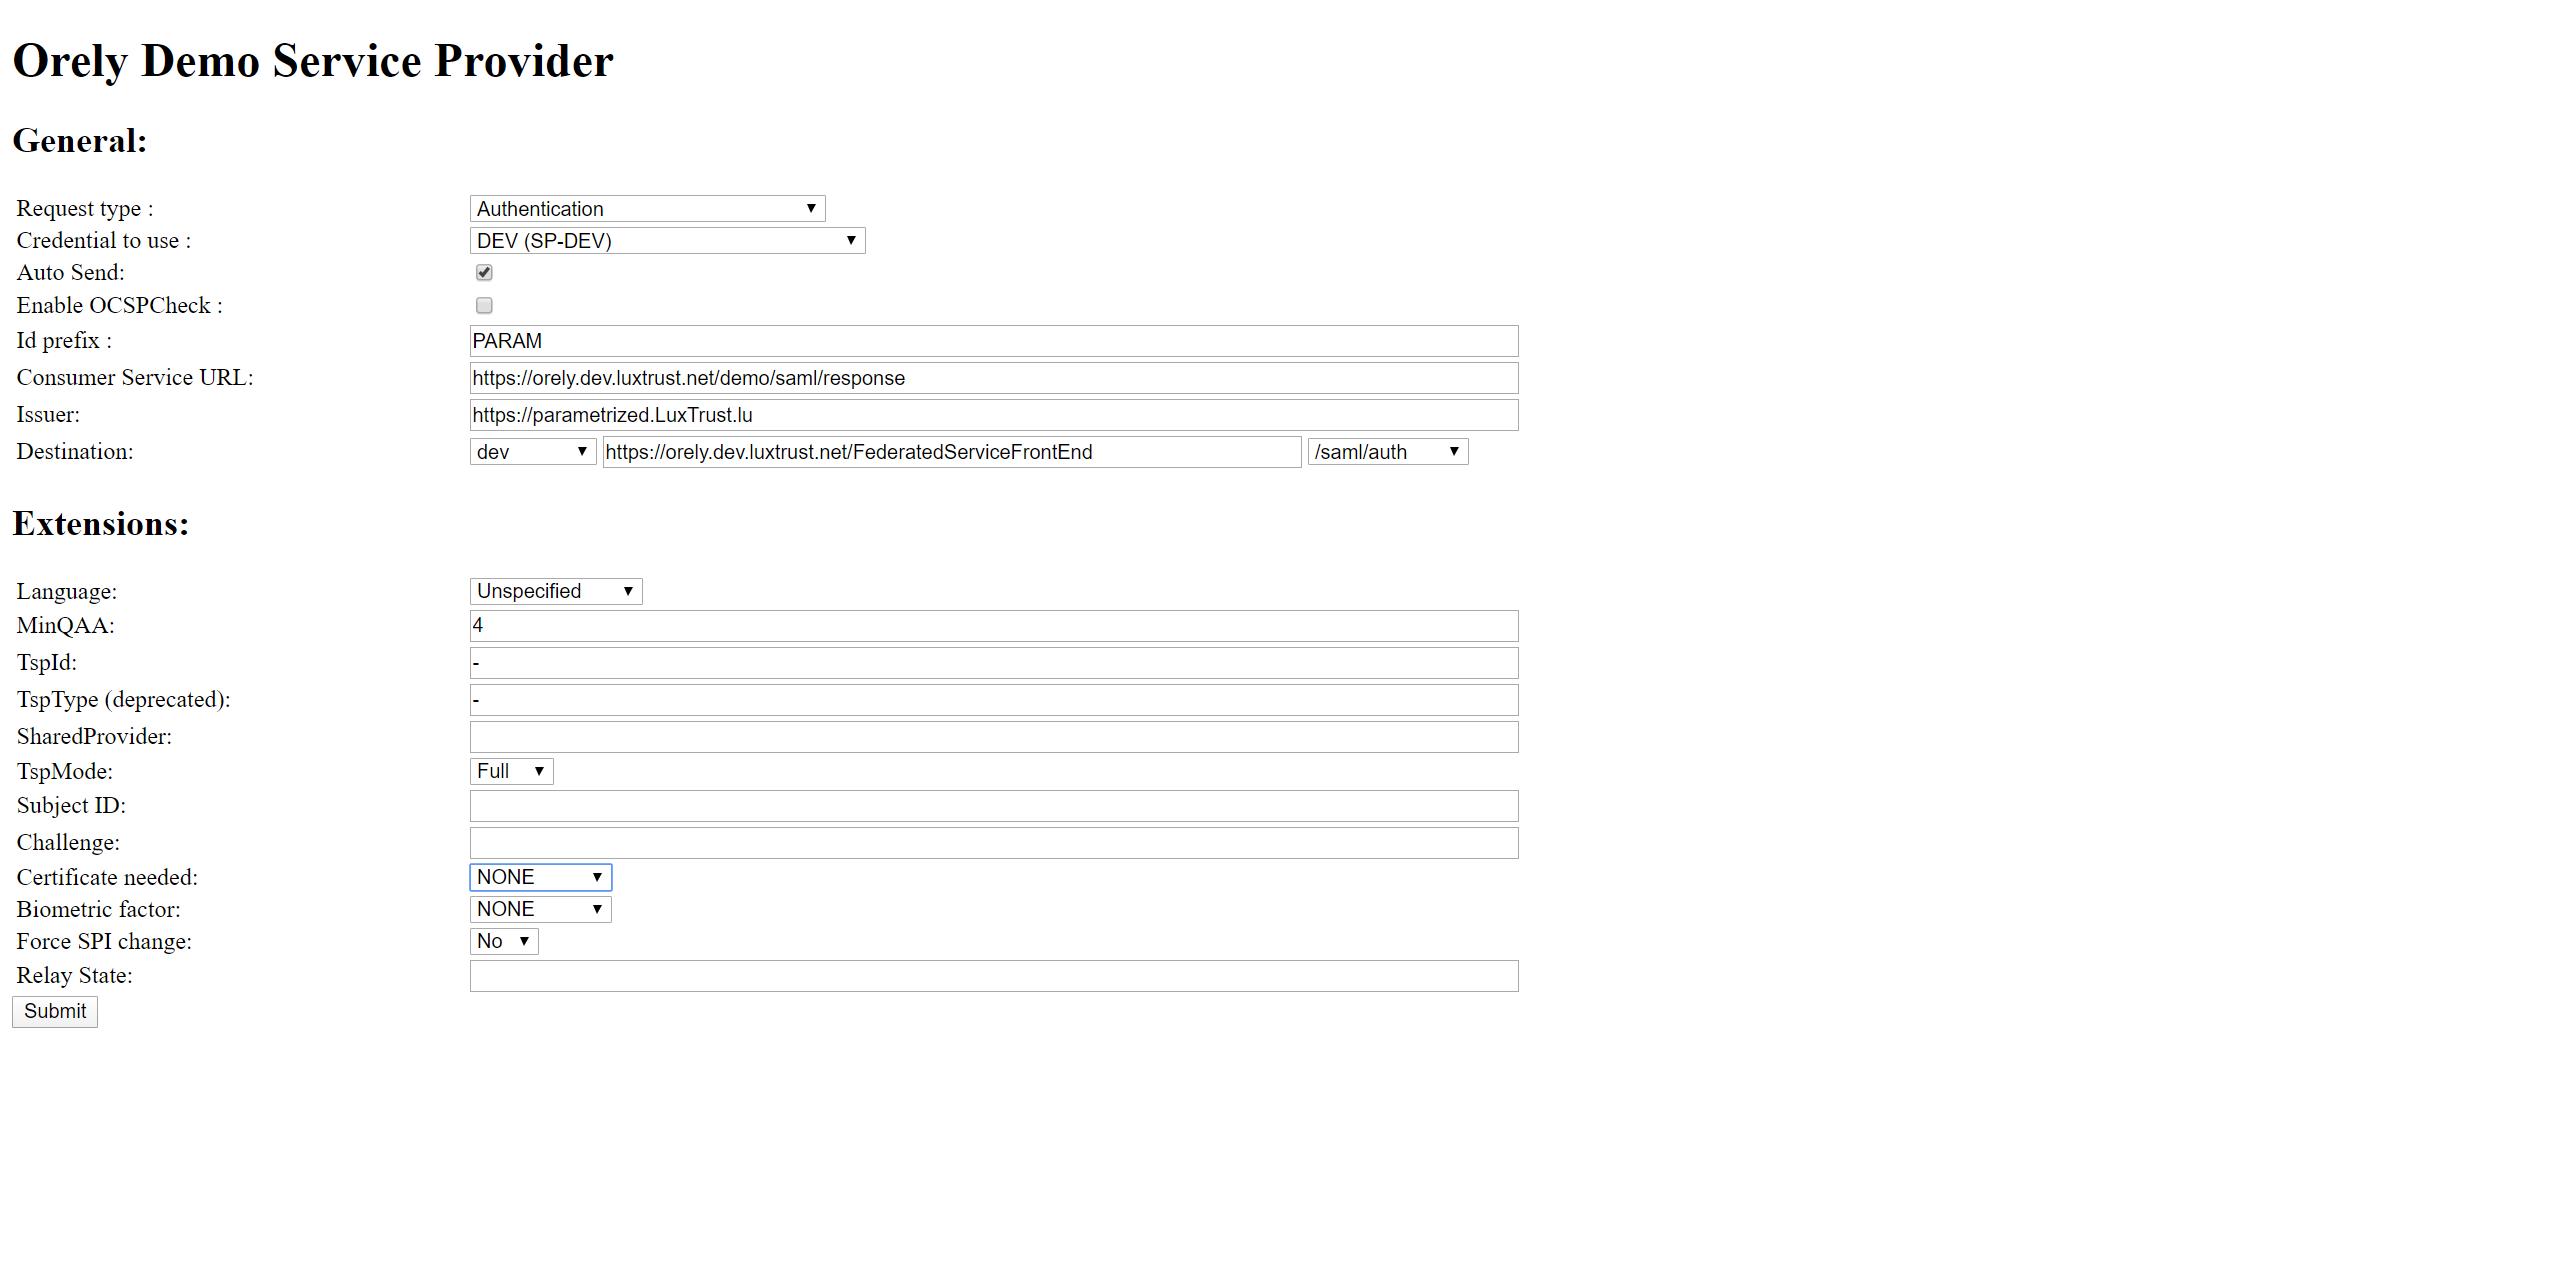 Orely Demo Service Provider
General:
Request type : Authentication
Credential to use : DEV (SP-DEV)
Auto Send:
Enable OCSPCheck :
Id prefix : PARAM
Consumer Service URL: https://orely.dev.luxtrust.net/demo/saml/response
Issuer: https://parametrized.LuxTrust.lu
Destination: dev https://orely.dev.luxtrust.net/FederatedServiceFrontEnd /saml/auth
Extensions:
Language: Unspecified
MinQAA: 4
TspId: -
TspType (deprecated): -
SharedProvider:
TspMode: Full
Subject ID:
Challenge:
Certificate needed: NONE
Biometric factor: NONE
Force SPI change: No
Relay State:
Submit